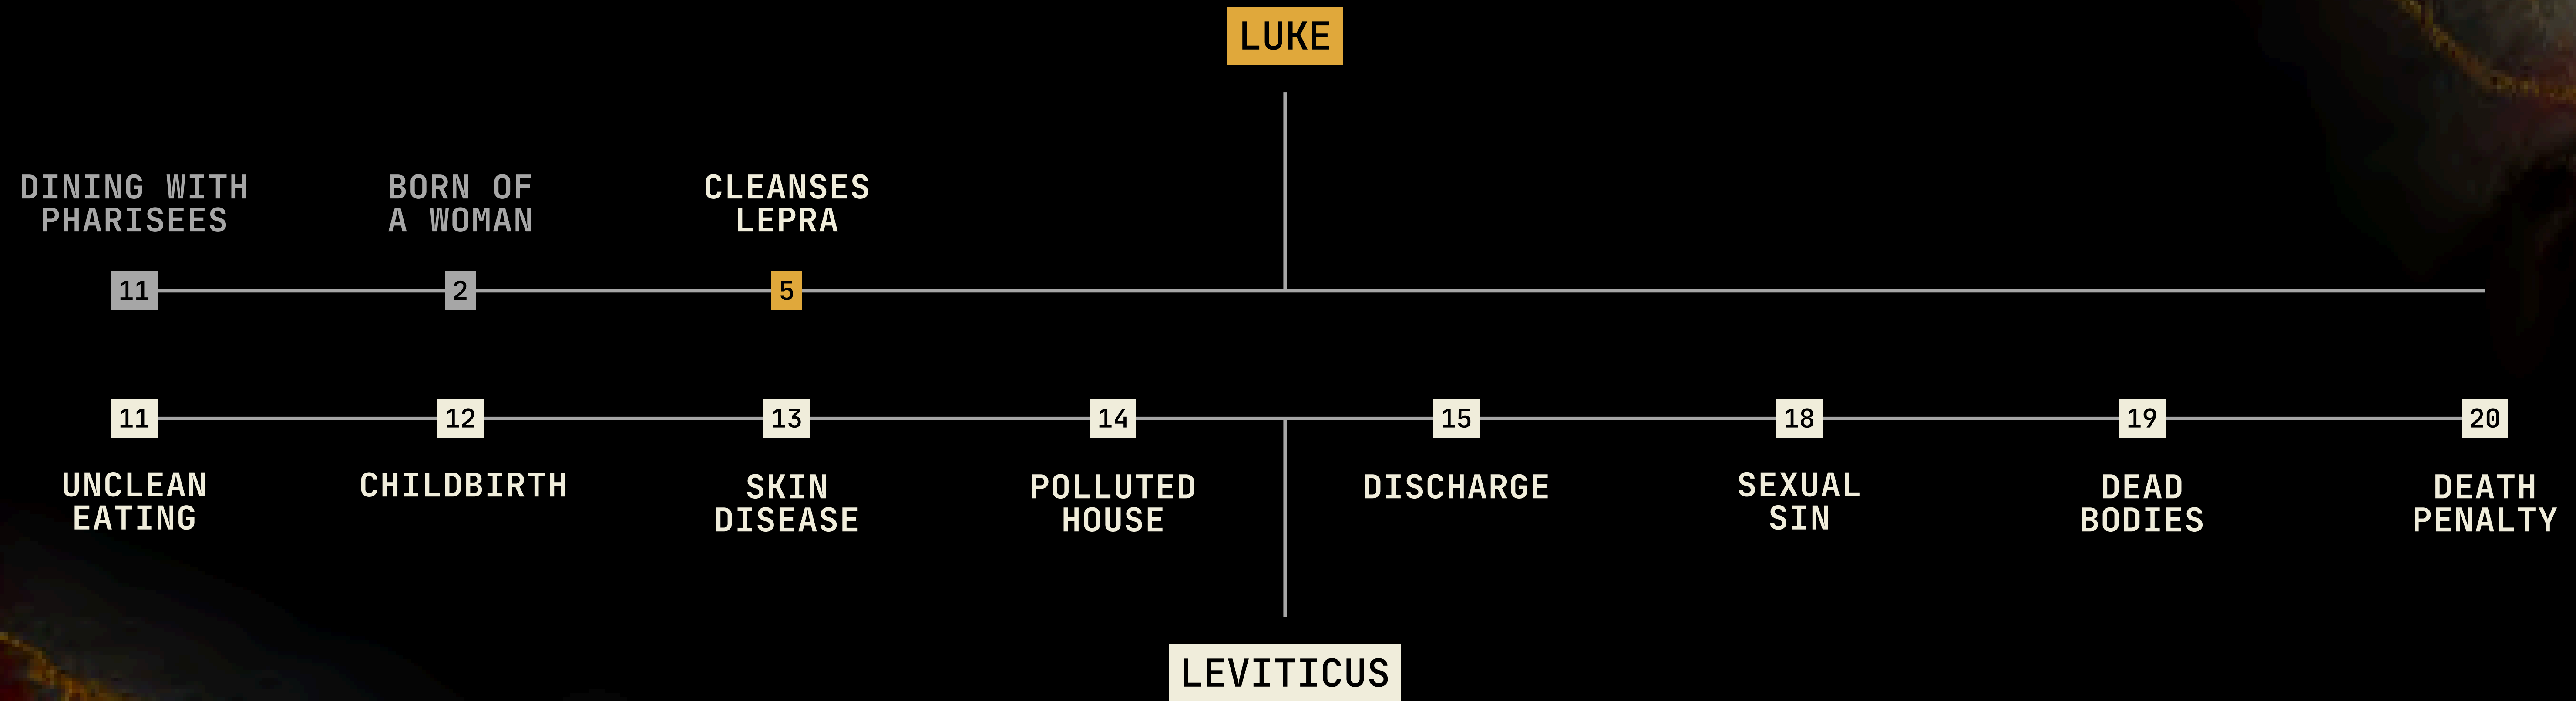 LUKE
DINING WITH
PHARISEES
BORN OF
A WOMAN
CLEANSES
LEPRA
11
2
5
11
12
13
14
15
18
19
20
UNCLEAN
EATING
CHILDBIRTH
SKIN
DISEASE
POLLUTED
HOUSE
DISCHARGE
SEXUAL
SIN
DEAD
BODIES
DEATH
PENALTY
LEVITICUS